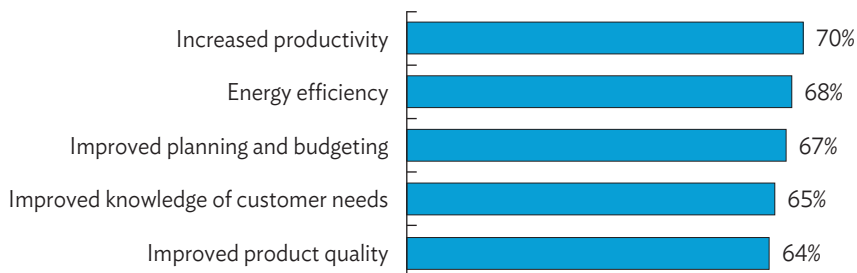 Increased productivity 70%
Energy efficiency 68%
Improved planning and budgeting 67%
Improved knowledge of customer needs 65%
Improved product quality 64%